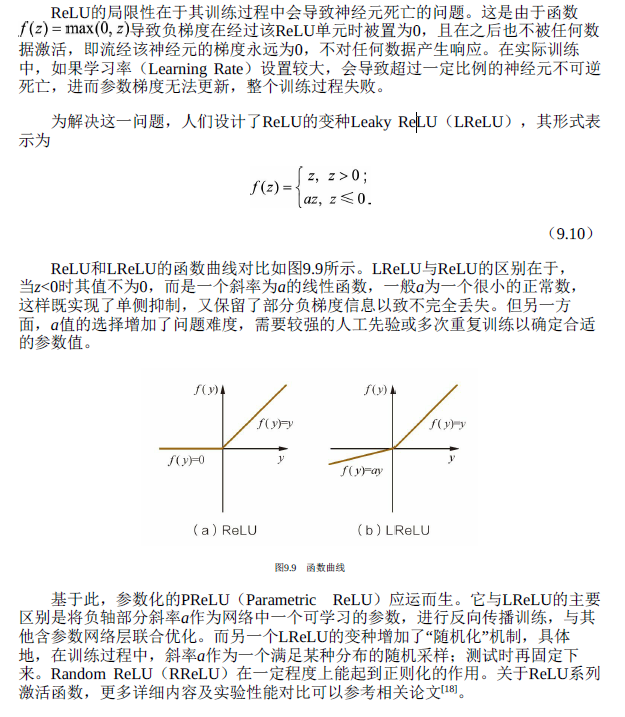 ReLU的局限性在于其训练过程中会导致神经元死亡的问题。这是由于函数
f(z)=max(0, z)导致负梯度在经过该ReLU单元时被置为0，且在之后也不被任何数
据激活，即流经该神经元的梯度永远为0，不对任何数据产生响应。在实际训练
中，如果学习率（Learning Rate）设置较大，会导致超过一定比例的神经元不可逆
死亡，进而参数梯度无法更新，整个训练过程失败。
为解决这一问题，人们设计了ReLU的变种Leaky ReLU（LReLU），其形式表
示为
f(z)={z, z>0;
az, z⩽0.
（9.10）
ReLU和LReLU的函数曲线对比如图9.9所示。LReLU与ReLU的区别在于，
当z<0时其值不为0，而是一个斜率为a的线性函数，一般a为一个很小的正常数，
这样既实现了单侧抑制，又保留了部分负梯度信息以致不完全丢失。但另一方
面，a值的选择增加了问题难度，需要较强的人工先验或多次重复训练以确定合适
的参数值。
f(y) f(y)
f(y)=y f(y)=y
f(y)=0 y y
f(y)=ay
（a）ReLU （b）LReLU
图9.9 函数曲线
基于此，参数化的PReLU（Parametric ReLU）应运而生。它与LReLU的主要
区别是将负轴部分斜率a作为网络中一个可学习的参数，进行反向传播训练，与其
他含参数网络层联合优化。而另一个LReLU的变种增加了“随机化”机制，具体
地，在训练过程中，斜率a作为一个满足某种分布的随机采样；测试时再固定下
来。Random ReLU（RReLU）在一定程度上能起到正则化的作用。关于ReLU系列
激活函数，更多详细内容及实验性能对比可以参考相关论文[18]。